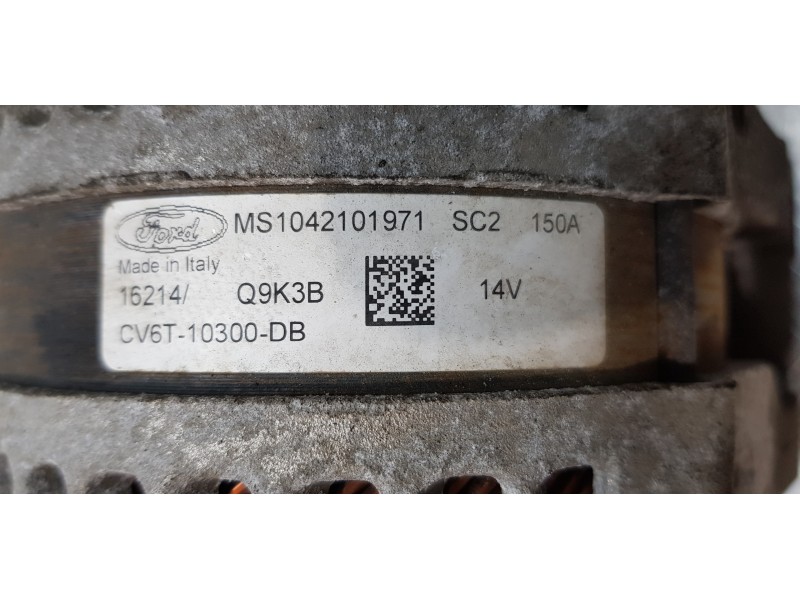 Ford MS1042101971 SC2 150A
Made in Italy
16214/ Q9K3B 14V
CV6T-10300-DB